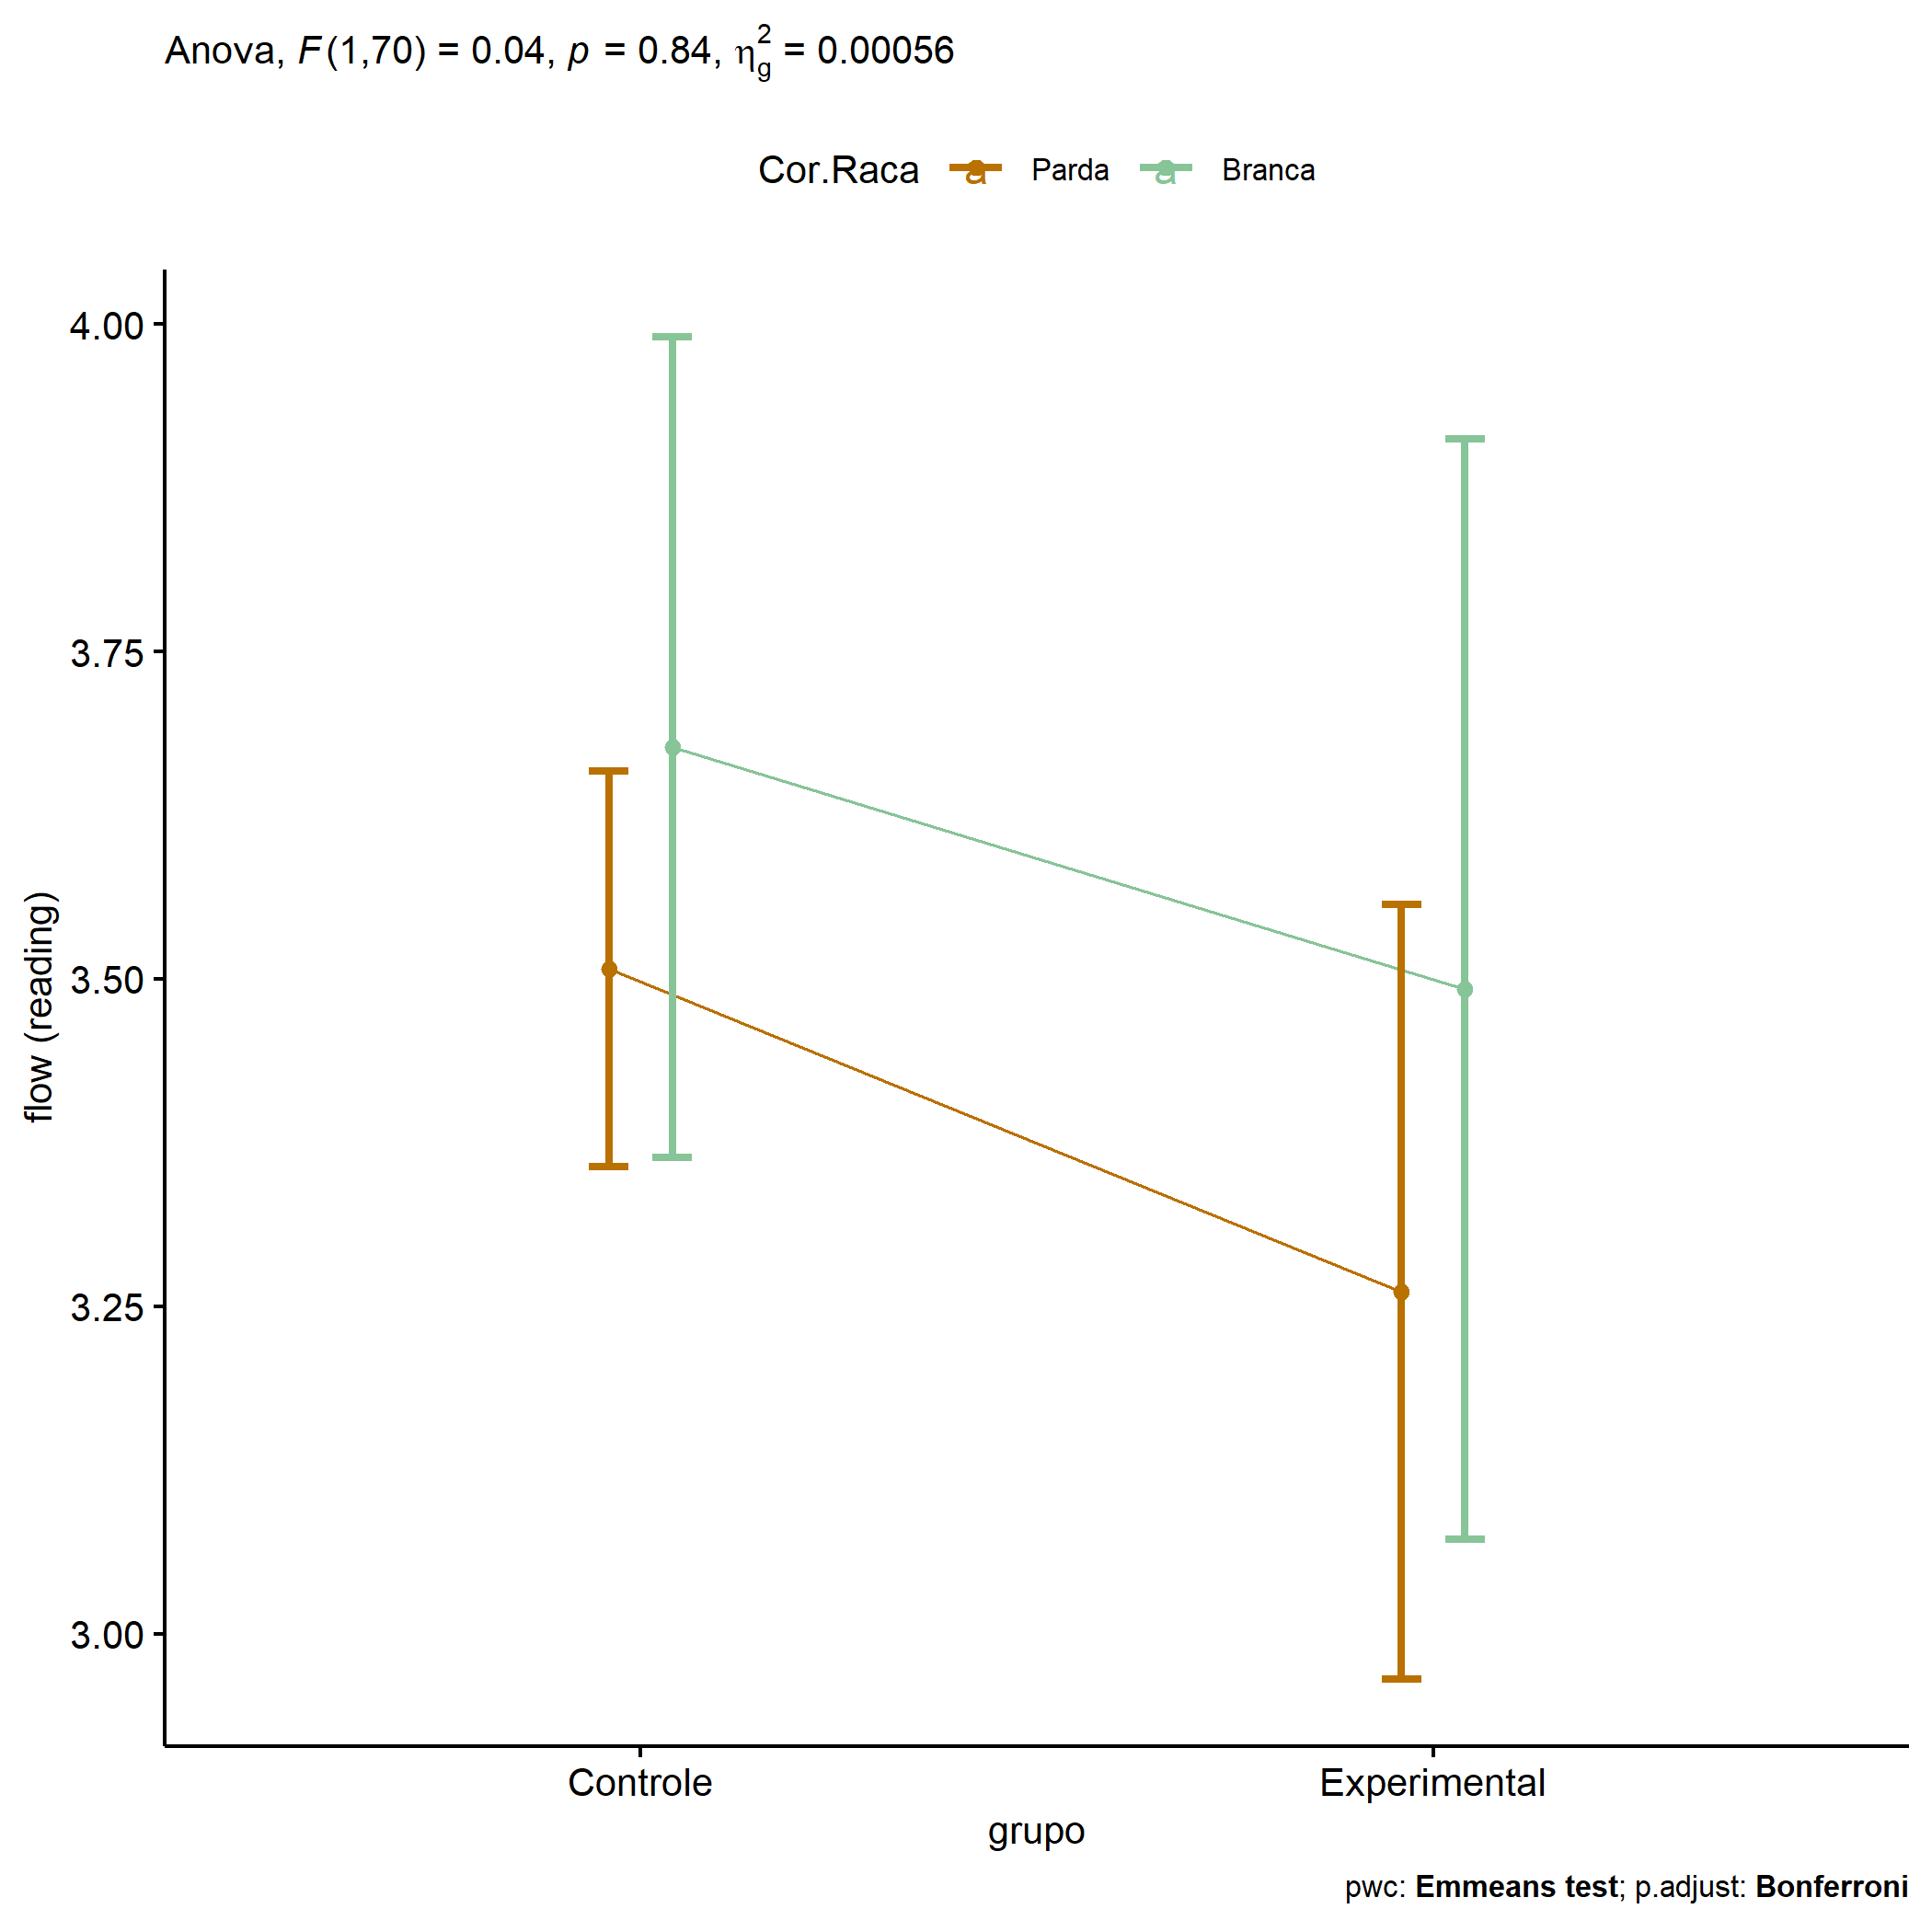 Anova, F(1,70) = 0.04, p = 0.84, η²g = 0.00056
Cor.Raca a Parda a Branca
4.00
3.75
3.50
3.25
3.00
flow (reading)
Controle Experimental
grupo
pwc: Emmeans test; p.adjust: Bonferroni